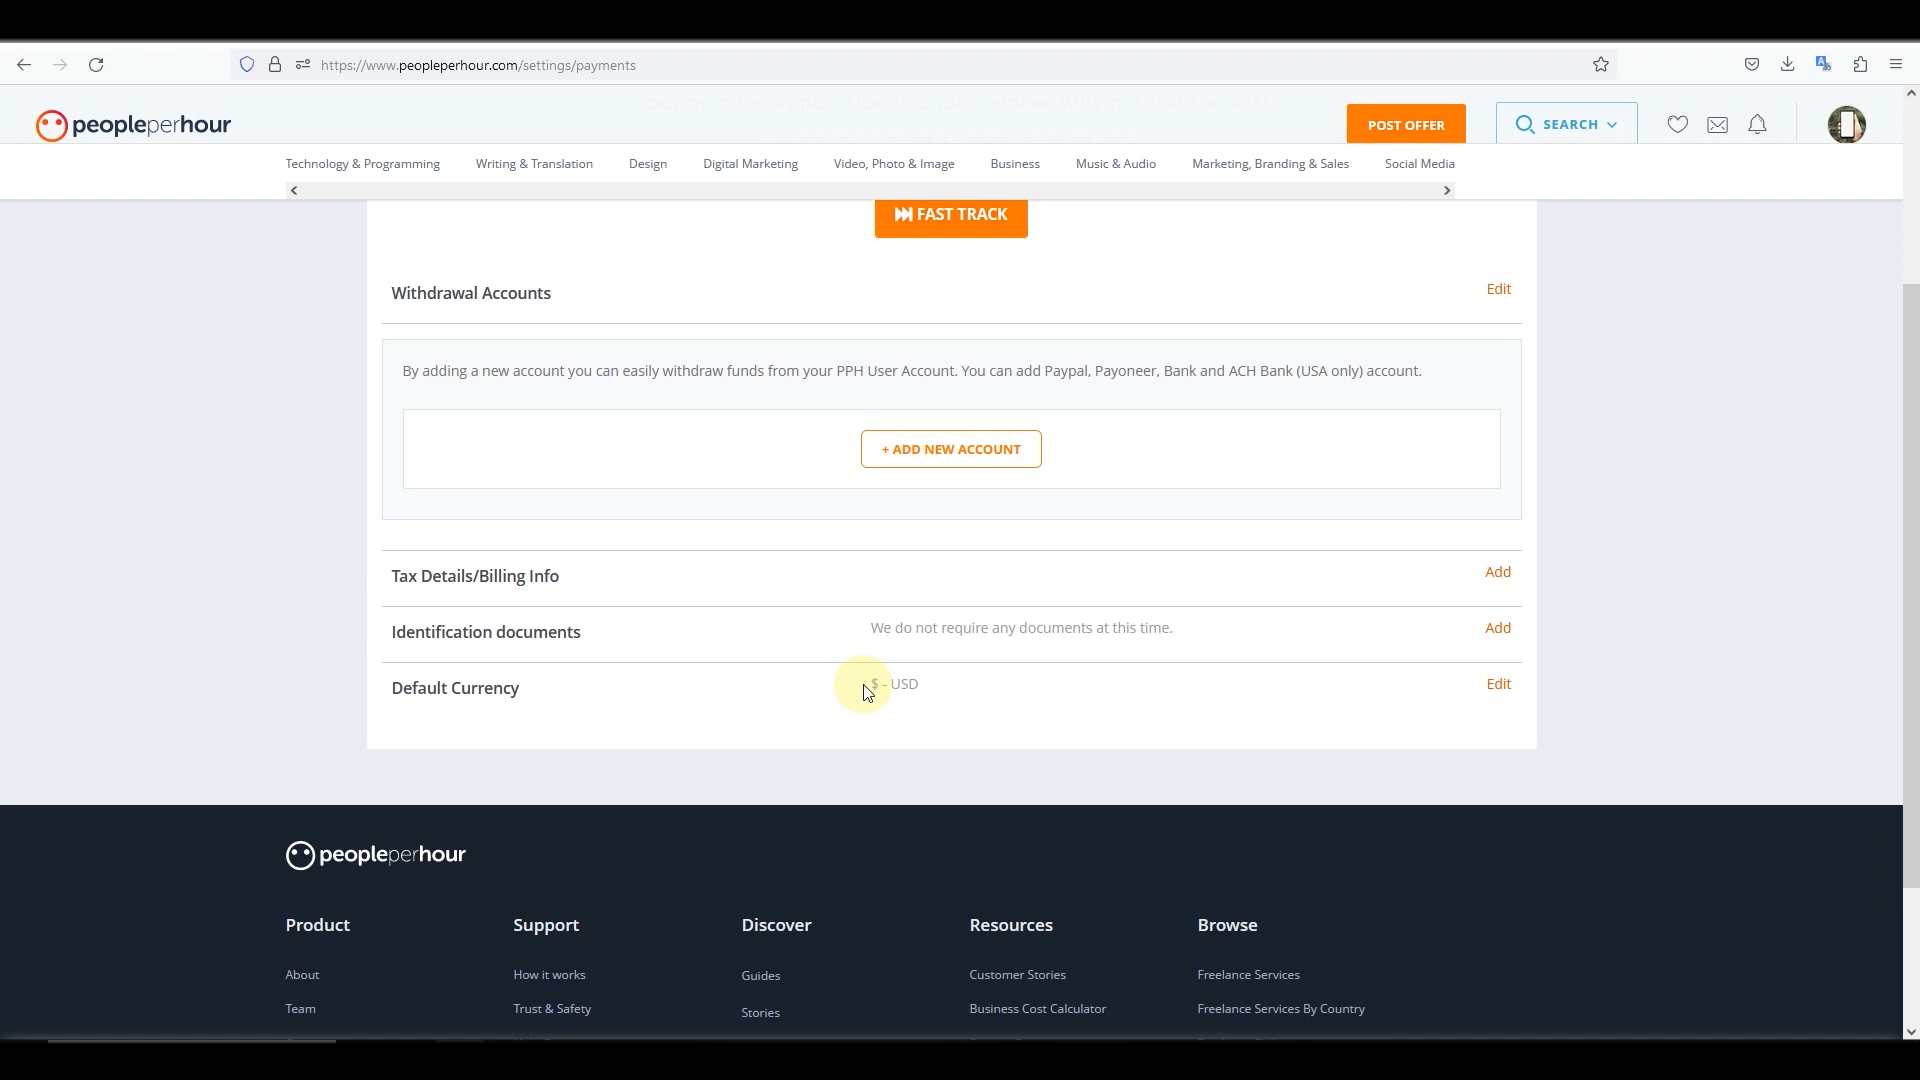 https://www.peopleperhour.com/settings/payments
peopleperhour
POST OFFER
SEARCH
Technology & Programming
Writing & Translation
Design
Digital Marketing
Video, Photo & Image
Business
Music & Audio
Marketing, Branding & Sales
Social Media
FAST TRACK
Withdrawal Accounts
Edit
By adding a new account you can easily withdraw funds from your PPH User Account. You can add Paypal, Payoneer, Bank and ACH Bank (USA only) account.
+ ADD NEW ACCOUNT
Tax Details/Billing Info
Add
Identification documents
We do not require any documents at this time.
Add
Default Currency
$ - USD
Edit
peopleperhour
Product
Support
Discover
Resources
Browse
About
How it works
Guides
Customer Stories
Freelance Services
Team
Trust & Safety
Stories
Business Cost Calculator
Freelance Services By Country